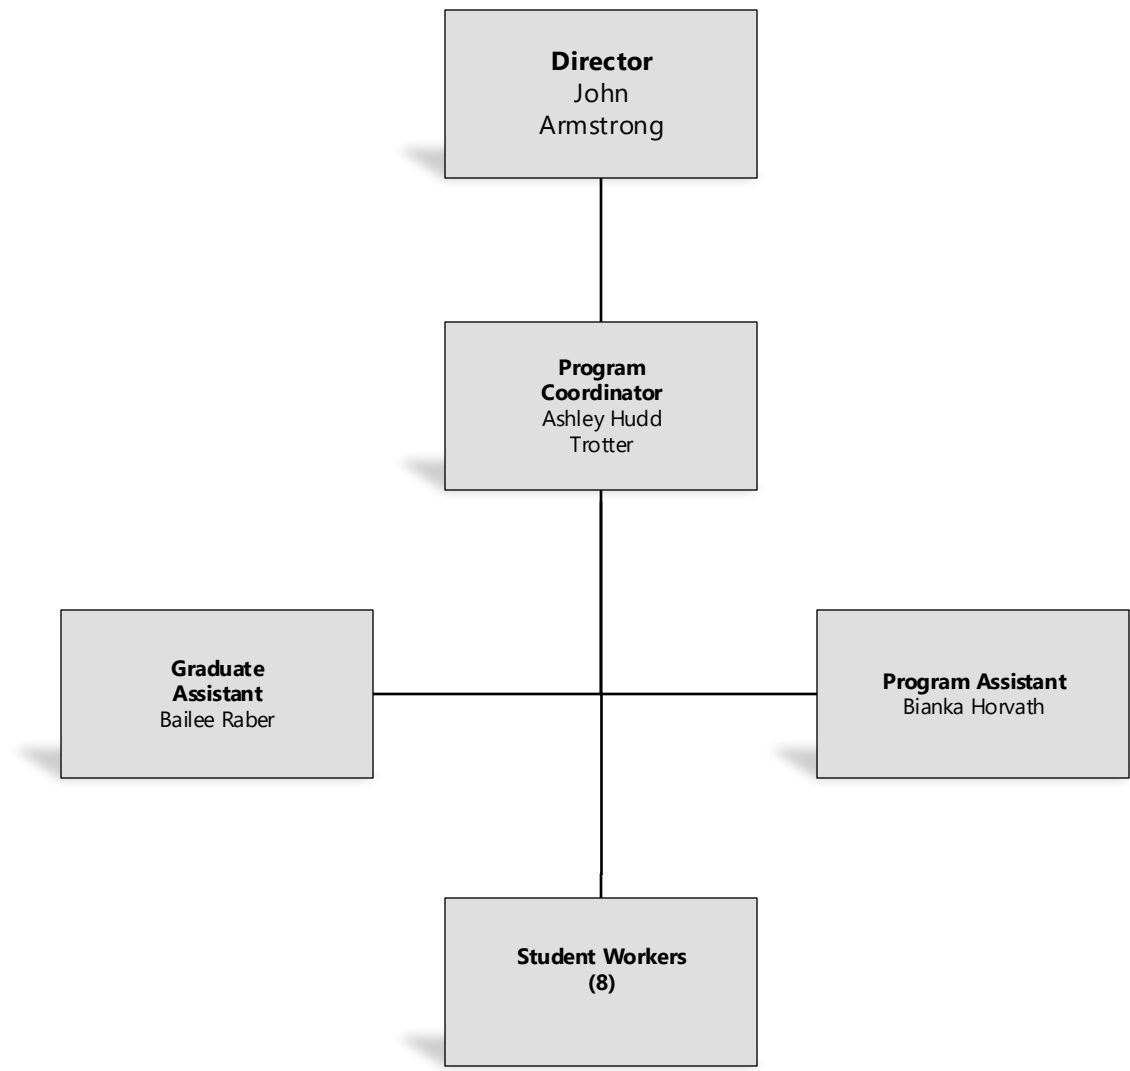 Director
John
Armstrong
Program
Coordinator
Ashley Hudd
Trotter
Graduate
Assistant
Bailee Raber
Program Assistant
Bianka Horvath
Student Workers
(8)